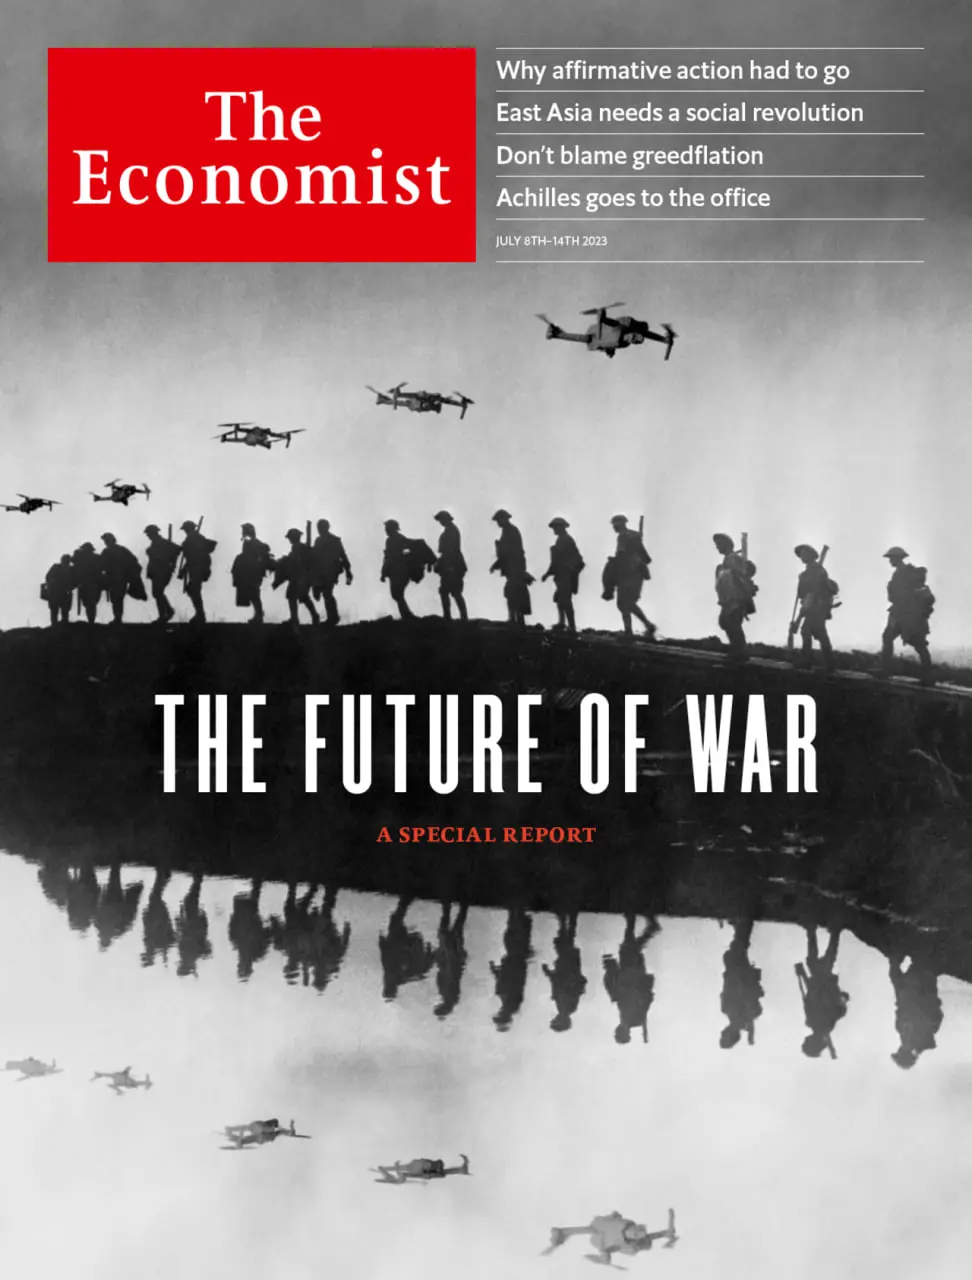 The
Economist
Why affirmative action had to go
East Asia needs a social revolution
Don’t blame greedflation
Achilles goes to the office
JULY 8TH–14TH 2023
THE FUTURE OF WAR
A SPECIAL REPORT